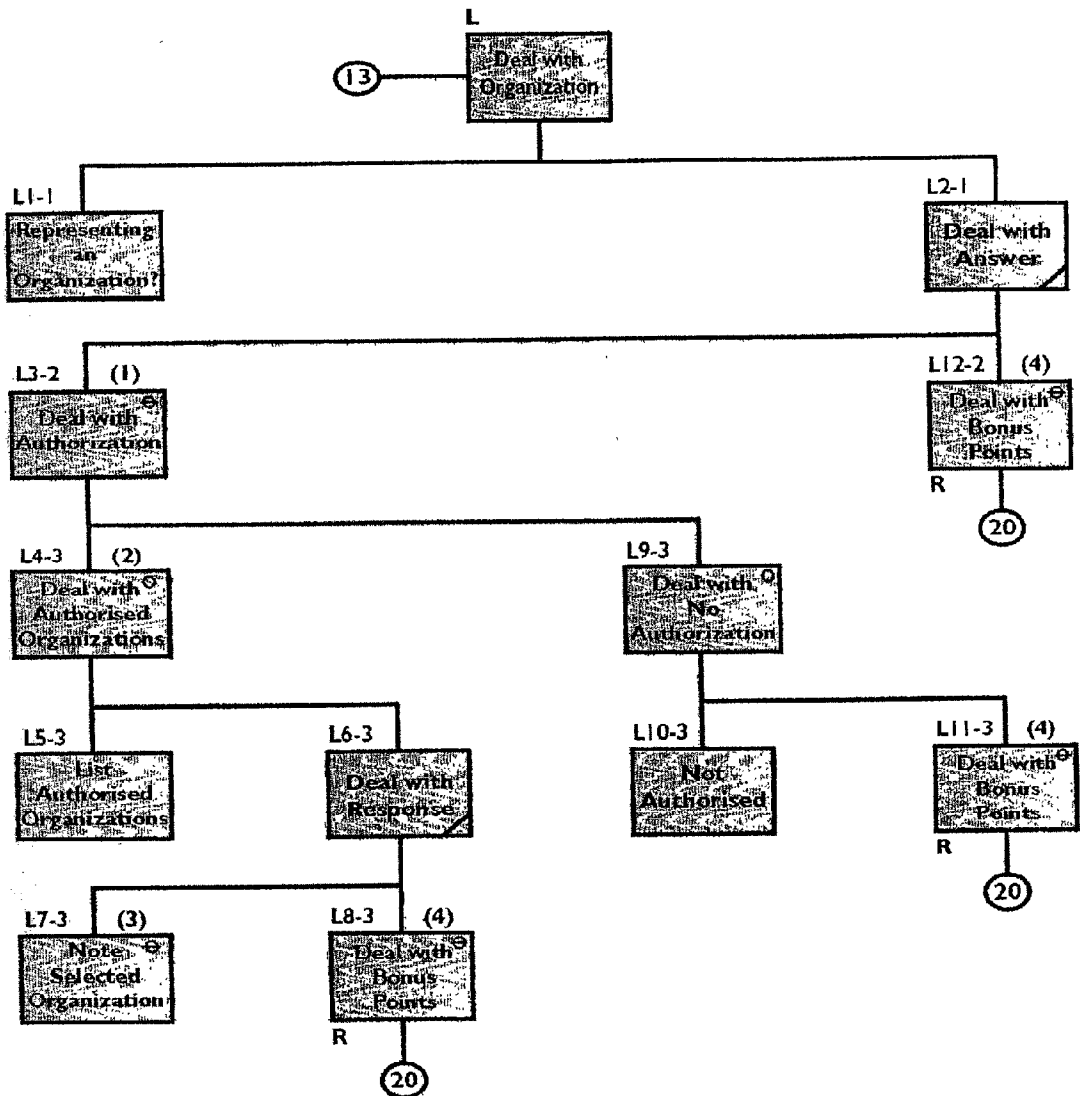 L
13
Deal with
Organization
L1-1
Representing
an
Organization?
L2-1
Deal with
Answer
L3-2 (1)
Deal with
Authorization
L12-2 (4)
Deal with
Bonus
Points
R
20
L4-3 (2)
Deal with
Authorised
Organizations
L9-3
Deal with
No
Authorization
L5-3
List
Authorised
Organizations
L6-3
Deal with
Response
L10-3
Not
Authorised
L11-3 (4)
Deal with
Bonus
Points
R
20
L7-3 (3)
Note
Selected
Organization
L8-3 (4)
Deal with
Bonus
Points
R
20